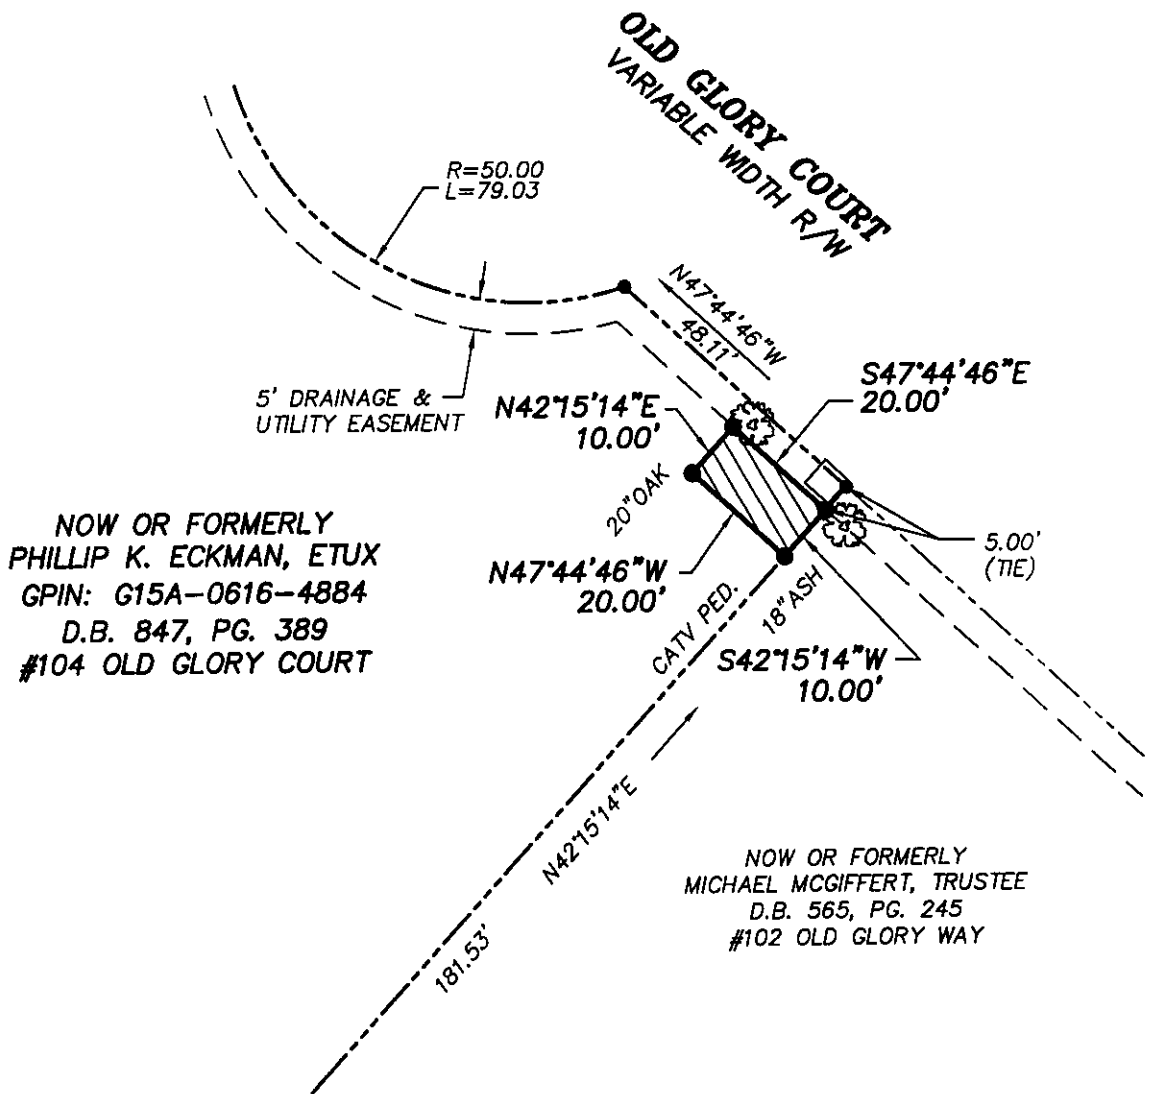 OLD GLORY COURT
VARIABLE WIDTH R/W
R=50.00
L=79.03
N47°44'46"W
48.11'
5' DRAINAGE &
UTILITY EASEMENT
N42°15'14"E
10.00'
S47°44'46"E
20.00'
20"OAK
NOW OR FORMERLY
PHILLIP K. ECKMAN, ETUX
GPIN: G15A-0616-4884
D.B. 847, PG. 389
#104 OLD GLORY COURT
N47°44'46"W
20.00'
5.00'
(TIE)
CATV PED.
18"ASH
S42°15'14"W
10.00'
N42°15'14"E
181.53'
NOW OR FORMERLY
MICHAEL MCGIFFERT, TRUSTEE
D.B. 565, PG. 245
#102 OLD GLORY WAY